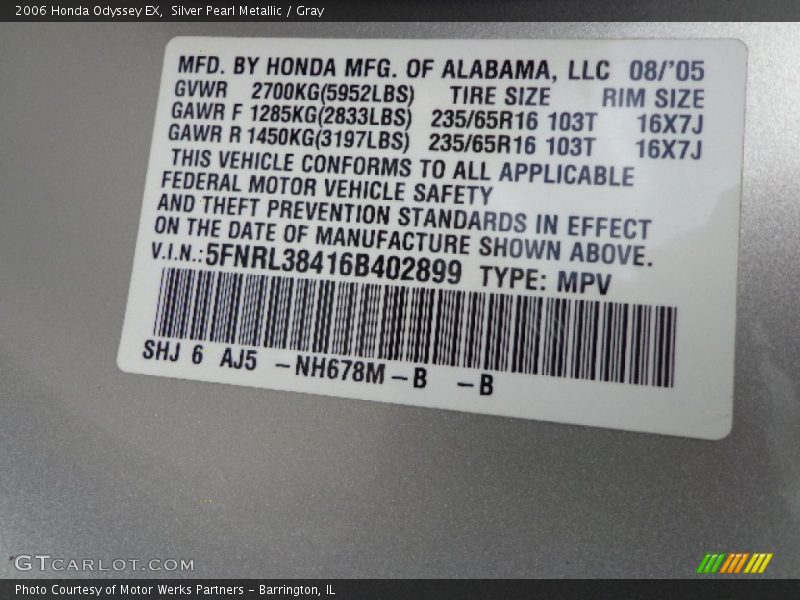 2006 Honda Odyssey EX,  Silver Pearl Metallic / Gray
MFD. BY HONDA MFG. OF ALABAMA, LLC 08/'05
GVWR 2700KG(5952LBS) TIRE SIZE RIM SIZE
GAWR F 1285KG(2833LBS) 235/65R16 103T 16X7J
GAWR R 1450KG(3197LBS) 235/65R16 103T 16X7J
THIS VEHICLE CONFORMS TO ALL APPLICABLE
FEDERAL MOTOR VEHICLE SAFETY
AND THEFT PREVENTION STANDARDS IN EFFECT
ON THE DATE OF MANUFACTURE SHOWN ABOVE.
V.I.N.:5FNRL38416B402899 TYPE: MPV
SHJ 6 AJ5 –NH678M–B –B
GTCARLOT.COM
Photo Courtesy of Motor Werks Partners – Barrington, IL